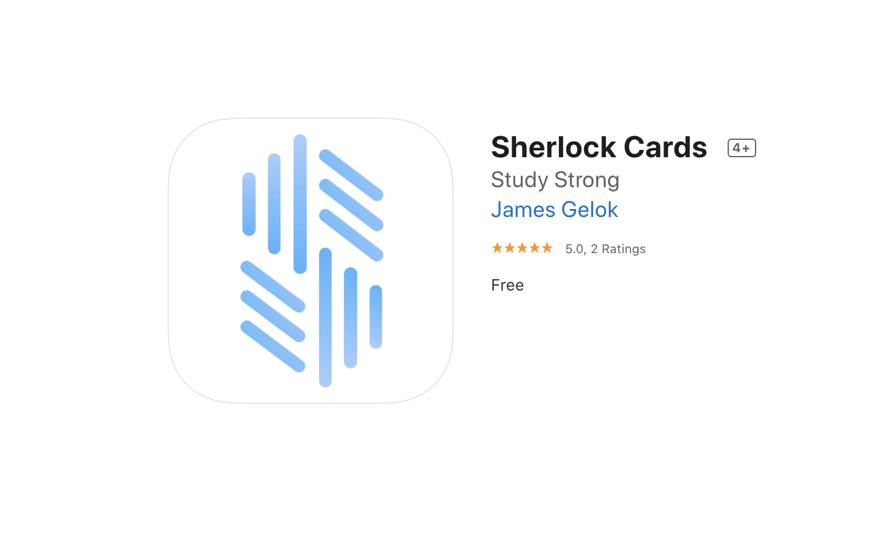 Sherlock Cards 4+
Study Strong
James Gelok
★★★★★ 5.0, 2 Ratings
Free